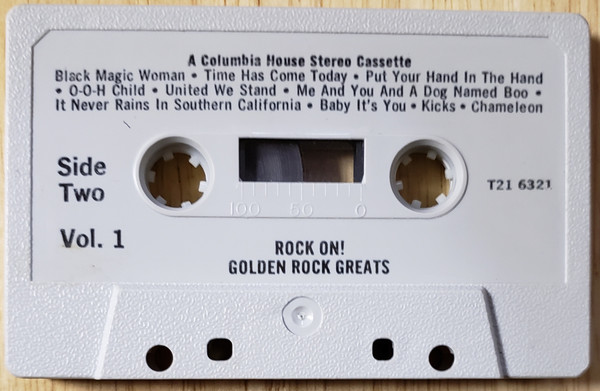 A Columbia House Stereo Cassette
Black Magic Woman • Time Has Come Today • Put Your Hand In The Hand
• O-O-H Child • United We Stand • Me And You And A Dog Named Boo •
It Never Rains In Southern California • Baby It's You • Kicks • Chameleon
Side
Two
T21 6321
100 50 0
Vol. 1
ROCK ON!
GOLDEN ROCK GREATS